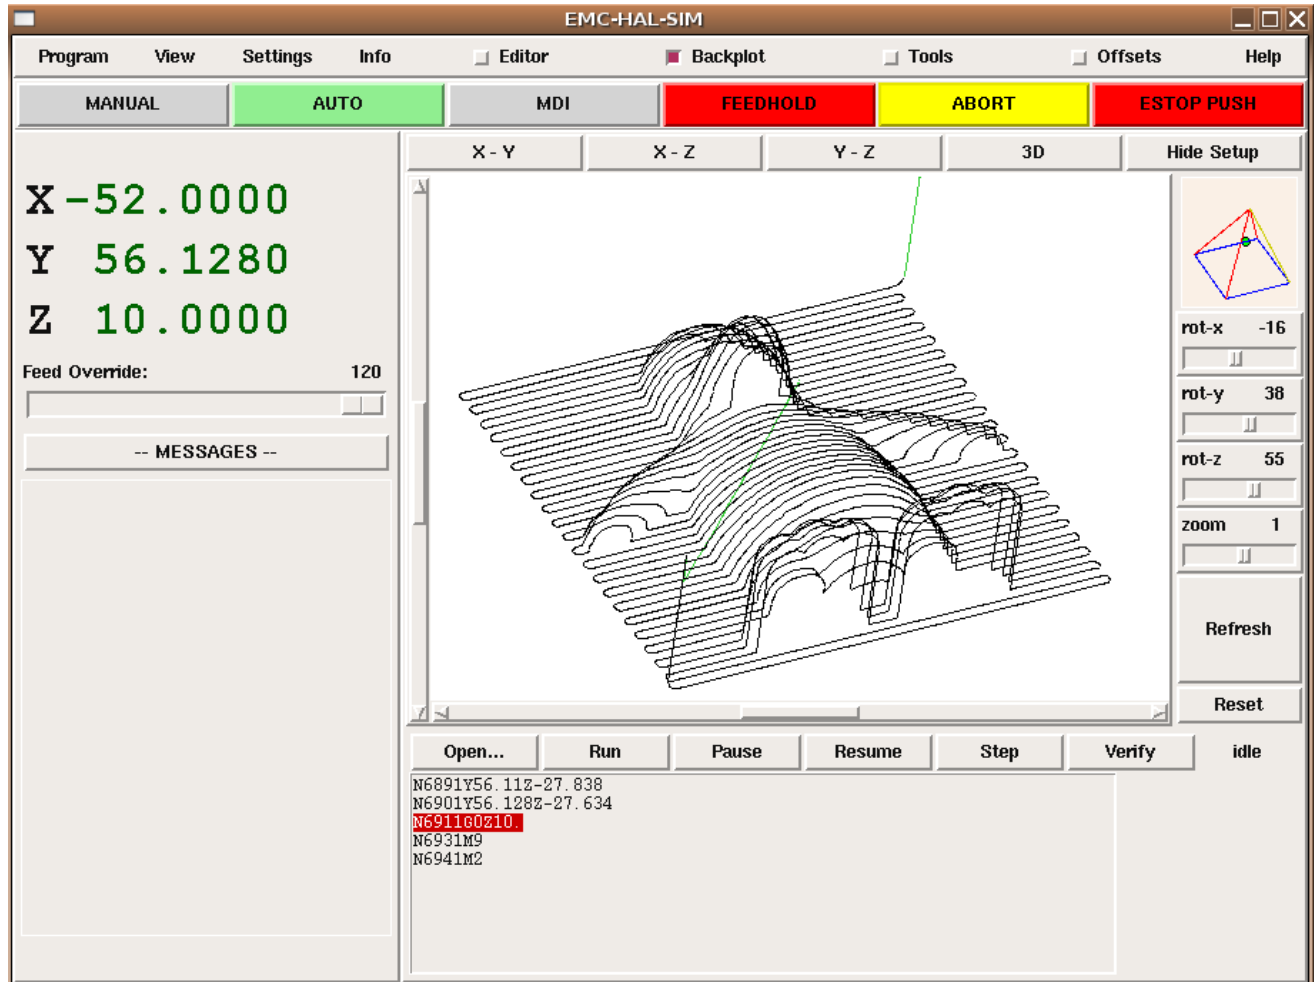 EMC-HAL-SIM
Program View Settings Info Editor Backplot Tools Offsets Help
MANUAL AUTO MDI FEEDHOLD ABORT ESTOP PUSH
X - Y X - Z Y - Z 3D Hide Setup
X -52.0000
Y 56.1280
Z 10.0000
Feed Override: 120
-- MESSAGES --
rot-x -16
rot-y 38
rot-z 55
zoom 1
Refresh
Reset
Open... Run Pause Resume Step Verify idle
N6891Y56.11Z-27.838
N6901Y56.128Z-27.634
N6911G0Z10.
N6931M9
N6941M2